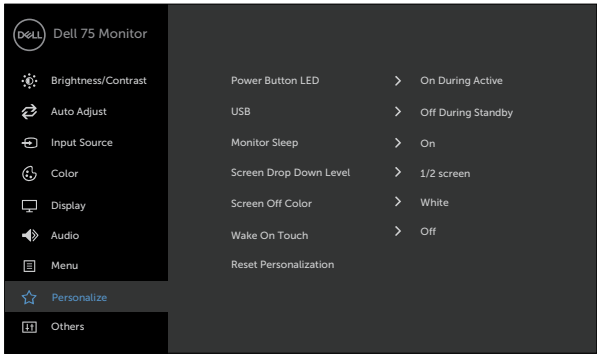 DELL Dell 75 Monitor
Brightness/Contrast
Auto Adjust
Input Source
Color
Display
Audio
Menu
Personalize
Others
Power Button LED On During Active
USB Off During Standby
Monitor Sleep On
Screen Drop Down Level 1/2 screen
Screen Off Color White
Wake On Touch Off
Reset Personalization